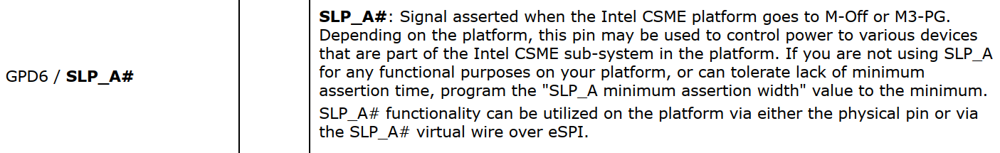 GPD6 / SLP_A#
SLP_A#: Signal asserted when the Intel CSME platform goes to M-Off or M3-PG.
Depending on the platform, this pin may be used to control power to various devices
that are part of the Intel CSME sub-system in the platform. If you are not using SLP_A
for any functional purposes on your platform, or can tolerate lack of minimum
assertion time, program the "SLP_A minimum assertion width" value to the minimum.
SLP_A# functionality can be utilized on the platform via either the physical pin or via
the SLP_A# virtual wire over eSPI.